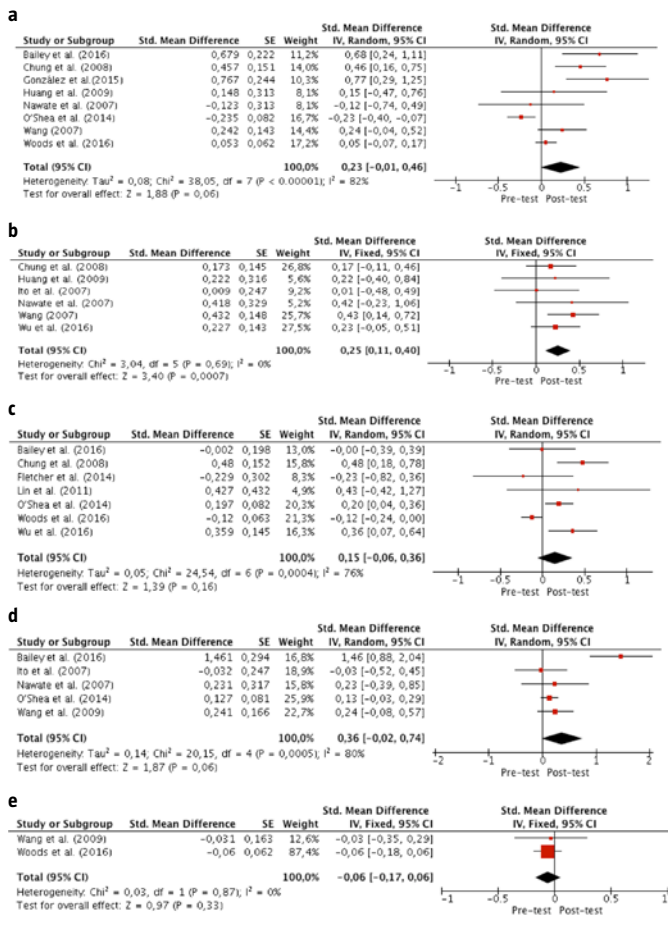 a
Std. Mean Difference Std. Mean Difference
Study or Subgroup Std. Mean Difference SE Weight IV, Random, 95% CI IV, Random, 95% CI
Bailey et al. (2016) 0,679 0,222 11,2% 0,68 [0,24, 1,11]
Chung et al. (2008) 0,457 0,151 14,0% 0,46 [0,16, 0,75]
González et al.(2015) 0,767 0,244 10,3% 0,77 [0,29, 1,25]
Huang et al. (2009) 0,148 0,313 8,1% 0,15 [-0,47, 0,76]
Nawate et al. (2007) -0,123 0,313 8,1% -0,12 [-0,74, 0,49]
O'Shea et al. (2014) -0,235 0,082 16,7% -0,23 [-0,40, -0,07]
Wang (2007) 0,242 0,143 14,4% 0,24 [-0,04, 0,52]
Woods et al. (2016) 0,053 0,062 17,2% 0,05 [-0,07, 0,17]
Total (95% CI) 100,0% 0,23 [-0,01, 0,46]
Heterogeneity: Tau² = 0,08; Chi² = 38,05, df = 7 (P < 0.00001); I² = 82%
Test for overall effect: Z = 1,88 (P = 0,06)
-1 -0.5 0 0.5 1
Pre-test Post-test
b
Std. Mean Difference Std. Mean Difference
Study or Subgroup Std. Mean Difference SE Weight IV, Fixed, 95% CI IV, Fixed, 95% CI
Chung et al. (2008) 0,173 0,145 26,8% 0,17 [-0,11, 0,46]
Huang et al. (2009) 0,222 0,316 5,6% 0,22 [-0,40, 0,84]
Ito et al. (2007) 0,009 0,247 9,2% 0,01 [-0,48, 0,49]
Nawate et al. (2007) 0,418 0,329 5,2% 0,42 [-0,23, 1,06]
Wang (2007) 0,432 0,148 25,7% 0,43 [0,14, 0,72]
Wu et al. (2016) 0,227 0,143 27,5% 0,23 [-0,05, 0,51]
Total (95% CI) 100,0% 0,25 [0,11, 0,40]
Heterogeneity: Chi² = 3,04, df = 5 (P = 0,69); I² = 0%
Test for overall effect: Z = 3,40 (P = 0,0007)
-1 -0.5 0 0.5 1
Pre-test Post-test
c
Std. Mean Difference Std. Mean Difference
Study or Subgroup Std. Mean Difference SE Weight IV, Random, 95% CI IV, Random, 95% CI
Bailey et al. (2016) -0,002 0,198 13,0% -0,00 [-0,39, 0,39]
Chung et al. (2008) 0,48 0,152 15,8% 0,48 [0,18, 0,78]
Fletcher et al. (2014) -0,229 0,302 8,3% -0,23 [-0,82, 0,36]
Lin et al. (2011) 0,427 0,432 4,9% 0,43 [-0,42, 1,27]
O'Shea et al. (2014) 0,197 0,082 20,3% 0,20 [0,04, 0,36]
Woods et al. (2016) -0,12 0,063 21,3% -0,12 [-0,24, 0,00]
Wu et al. (2016) 0,359 0,145 16,3% 0,36 [0,07, 0,64]
Total (95% CI) 100,0% 0,15 [-0,06, 0,36]
Heterogeneity: Tau² = 0,05; Chi² = 24,54, df = 6 (P = 0,0004); I² = 76%
Test for overall effect: Z = 1,39 (P = 0,16)
-1 -0.5 0 0.5 1
Pre-test Post-test
d
Std. Mean Difference Std. Mean Difference
Study or Subgroup Std. Mean Difference SE Weight IV, Random, 95% CI IV, Random, 95% CI
Bailey et al. (2016) 1,461 0,294 16,8% 1,46 [0,88, 2,04]
Ito et al. (2007) -0,032 0,247 18,9% -0,03 [-0,52, 0,45]
Nawate et al. (2007) 0,231 0,317 15,8% 0,23 [-0,39, 0,85]
O'Shea et al. (2014) 0,127 0,081 25,9% 0,13 [-0,03, 0,29]
Wang et al. (2009) 0,241 0,166 22,7% 0,24 [-0,08, 0,57]
Total (95% CI) 100,0% 0,36 [-0,02, 0,74]
Heterogeneity: Tau² = 0,14; Chi² = 20,15, df = 4 (P = 0,0005); I² = 80%
Test for overall effect: Z = 1,87 (P = 0,06)
-2 -1 0 1 2
Pre-test Post-test
e
Std. Mean Difference Std. Mean Difference
Study or Subgroup Std. Mean Difference SE Weight IV, Fixed, 95% CI IV, Fixed, 95% CI
Wang et al. (2009) -0,031 0,163 12,6% -0,03 [-0,35, 0,29]
Woods et al. (2016) -0,06 0,062 87,4% -0,06 [-0,18, 0,06]
Total (95% CI) 100,0% -0,06 [-0,17, 0,06]
Heterogeneity: Chi² = 0,03, df = 1 (P = 0,87); I² = 0%
Test for overall effect: Z = 0,97 (P = 0,33)
-1 -0.5 0 0.5 1
Pre-test Post-test